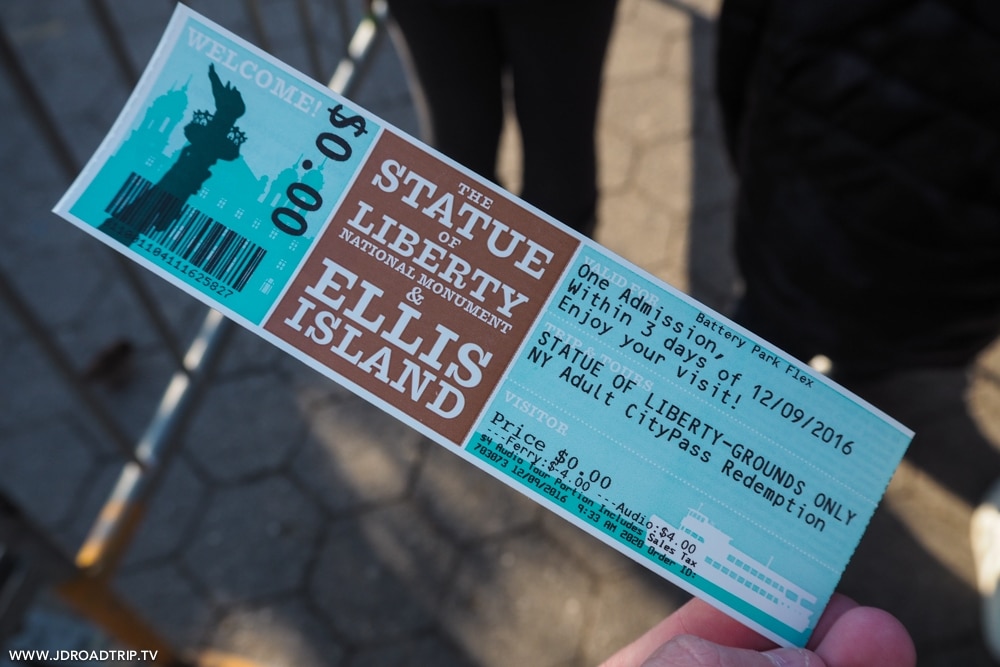 WELCOME!
$0.00
THE
STATUE
OF
LIBERTY
NATIONAL MONUMENT
&
ELLIS
ISLAND
Battery Park Flex
VALID FOR
One Admission,
Within 3 days of 12/09/2016
Enjoy your visit!
TRIP & TOURS
STATUE OF LIBERTY-GROUNDS ONLY
NY Adult CityPass Redemption
VISITOR
Price $0.00
---Ferry:$4.00 ---Audio:$4.00
$4 Audio Tour Portion Includes Sales Tax
783073 12/09/2016 9:33 AM 2020 Order ID:
WWW.JDROADTRIP.TV